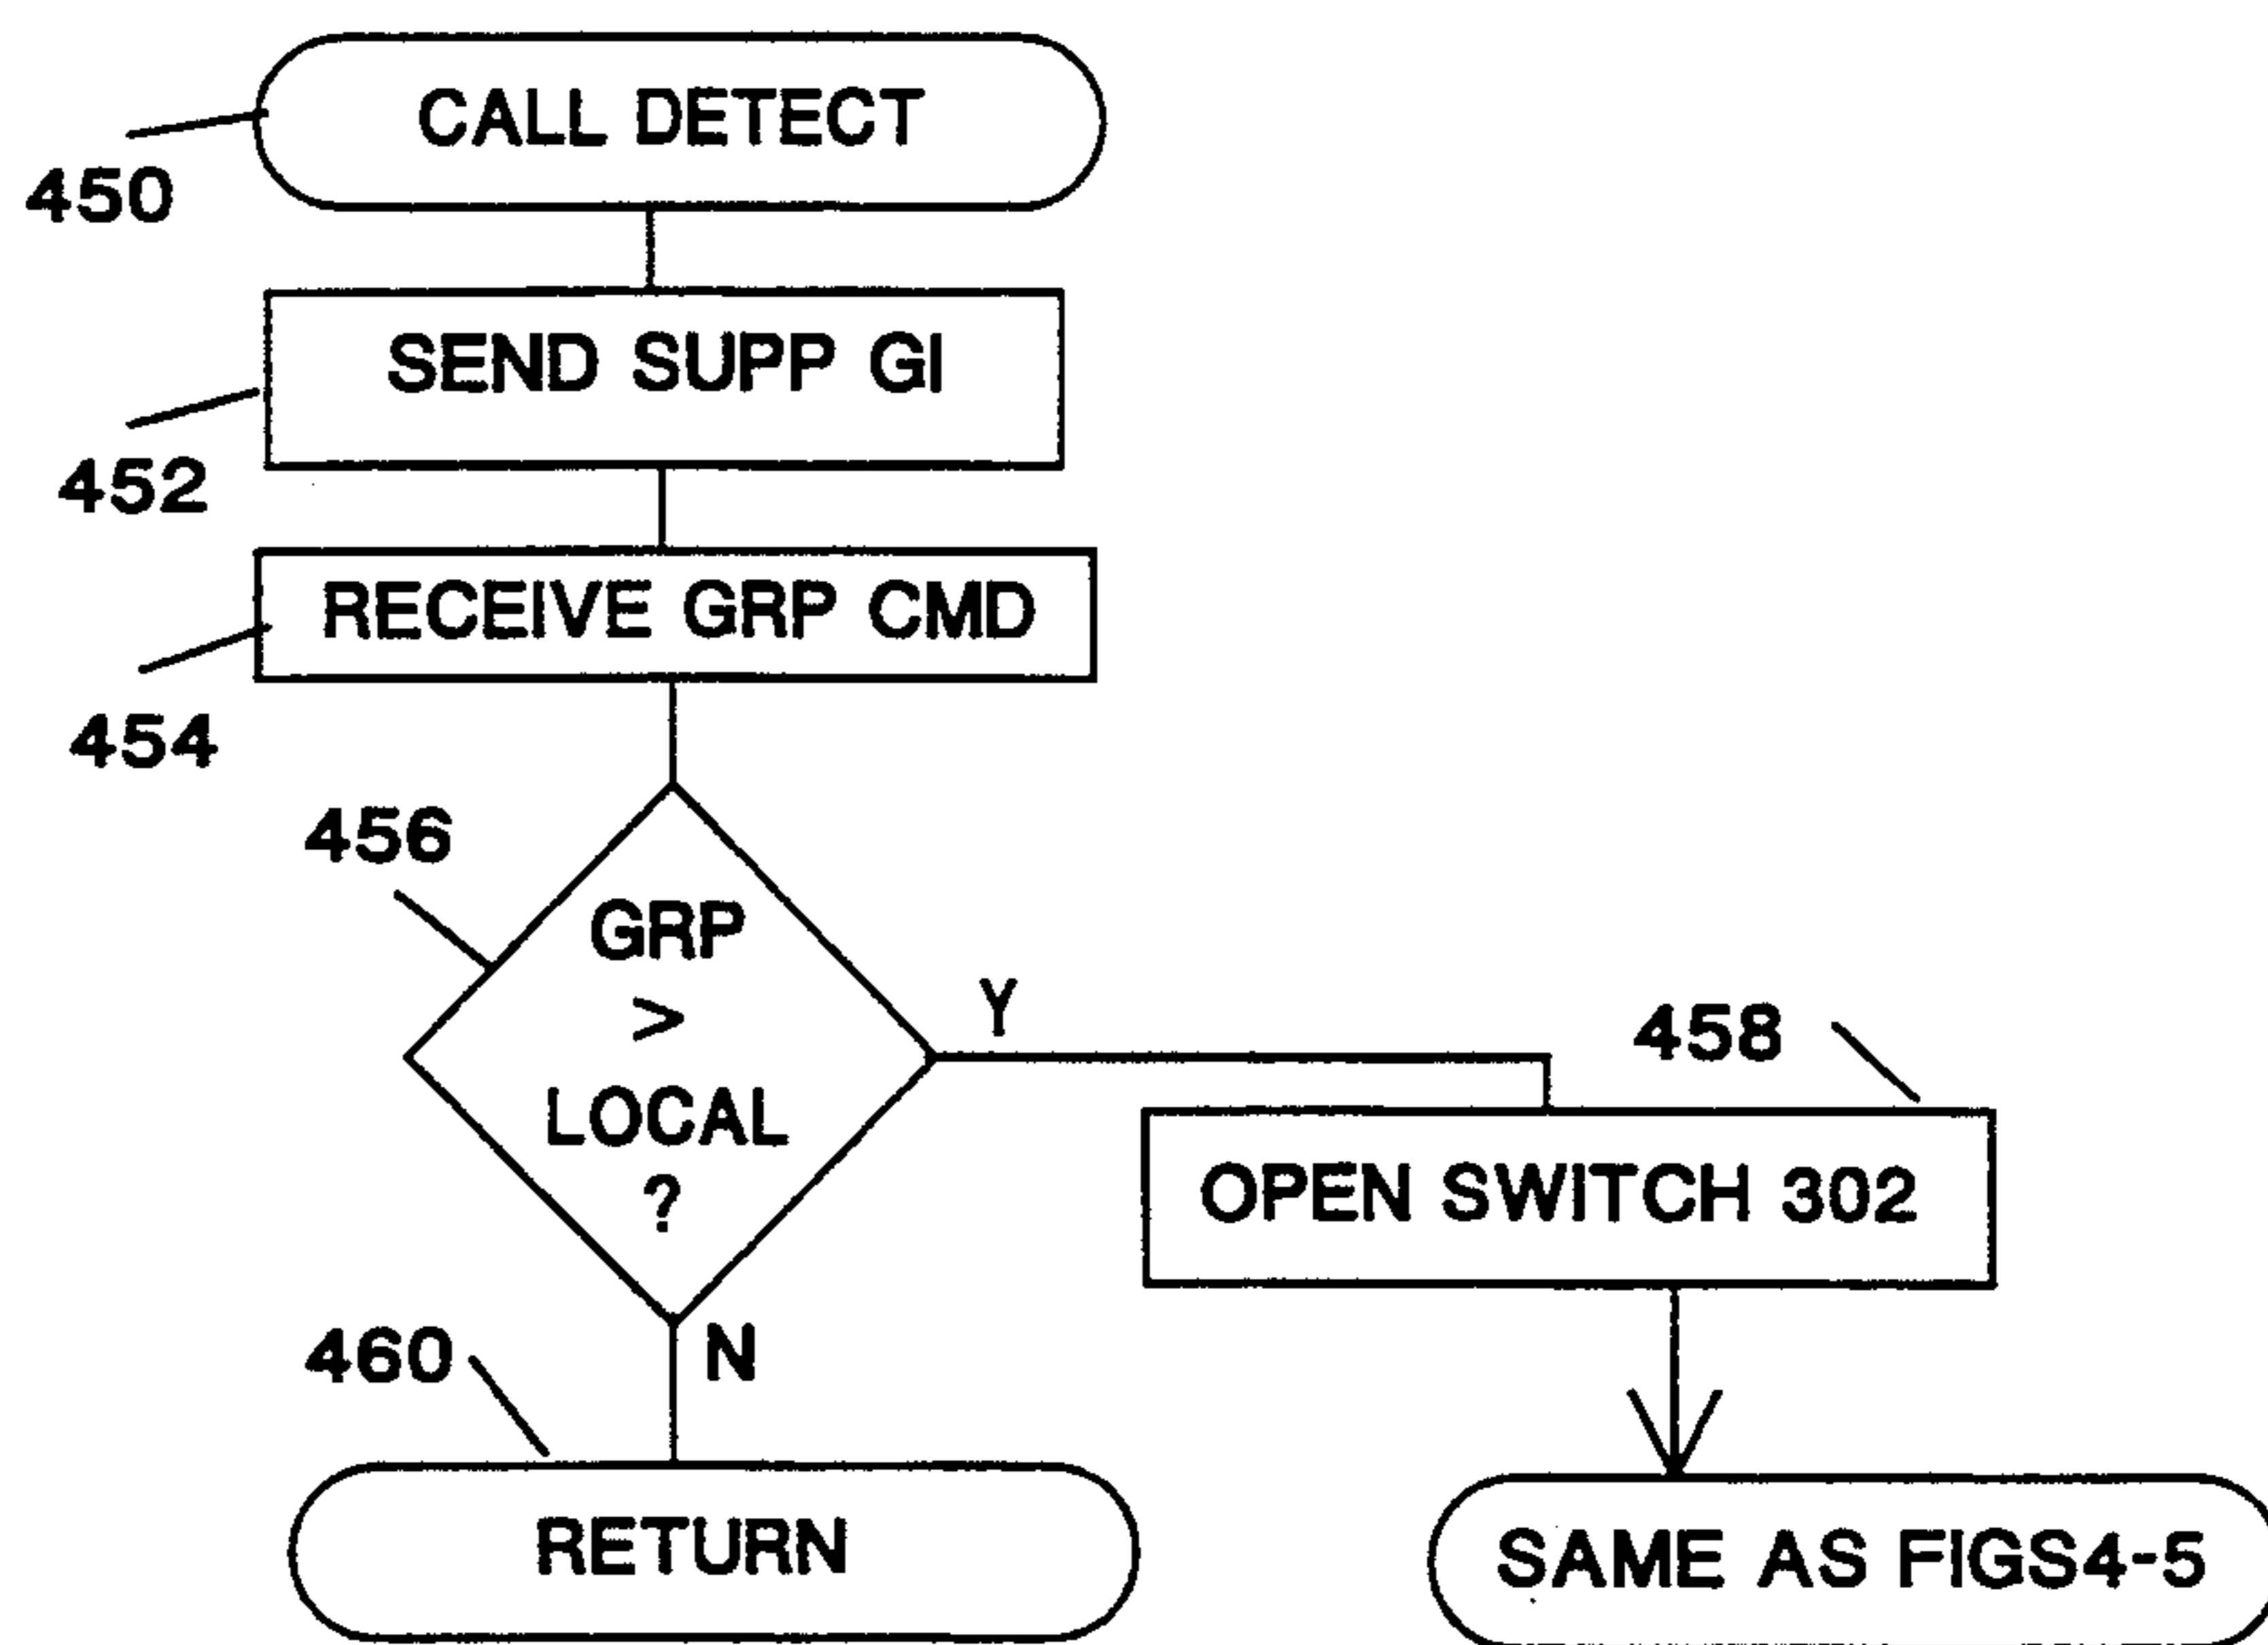 CALL DETECT
450
SEND SUPP GI
452
RECEIVE GRP CMD
454
456
GRP
>
LOCAL
?
Y
458
OPEN SWITCH 302
N
460
RETURN
SAME AS FIGS4-5